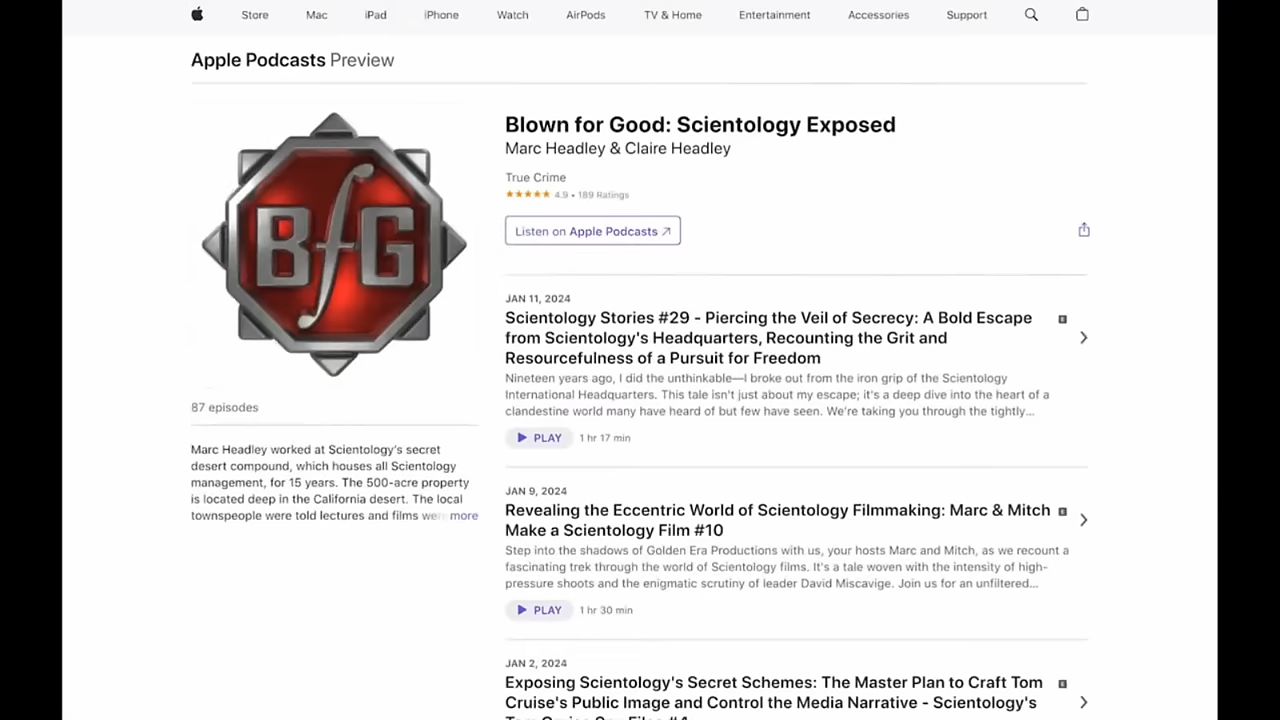 Store Mac iPad iPhone Watch AirPods TV & Home Entertainment Accessories Support
Apple Podcasts Preview
BfG
87 episodes
Marc Headley worked at Scientology's secret
desert compound, which houses all Scientology
management, for 15 years. The 500-acre property
is located deep in the California desert. The local
townspeople were told lectures and films were more
Blown for Good: Scientology Exposed
Marc Headley & Claire Headley
True Crime
★★★★★ 4.9 • 189 Ratings
Listen on Apple Podcasts ↗
JAN 11, 2024
Scientology Stories #29 - Piercing the Veil of Secrecy: A Bold Escape E
from Scientology's Headquarters, Recounting the Grit and
Resourcefulness of a Pursuit for Freedom
Nineteen years ago, I did the unthinkable—I broke out from the iron grip of the Scientology
International Headquarters. This tale isn't just about my escape; it's a deep dive into the heart of a
clandestine world many have heard of but few have seen. We're taking you through the tightly...
PLAY 1 hr 17 min
JAN 9, 2024
Revealing the Eccentric World of Scientology Filmmaking: Marc & Mitch E
Make a Scientology Film #10
Step into the shadows of Golden Era Productions with us, your hosts Marc and Mitch, as we recount a
fascinating trek through the world of Scientology films. It's a tale woven with the intensity of high-
pressure shoots and the enigmatic scrutiny of leader David Miscavige. Join us for an unfiltered...
PLAY 1 hr 30 min
JAN 2, 2024
Exposing Scientology's Secret Schemes: The Master Plan to Craft Tom E
Cruise's Public Image and Control the Media Narrative - Scientology's
Tom Cruise Spy Files #4